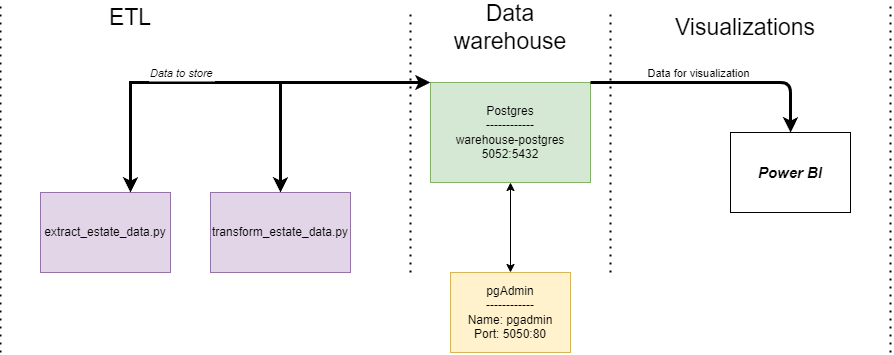 ETL
Data
warehouse
Visualizations
Data to store
Data for visualization
Postgres
------------
warehouse-postgres
5052:5432
Power BI
extract_estate_data.py
transform_estate_data.py
pgAdmin
------------
Name: pgadmin
Port: 5050:80